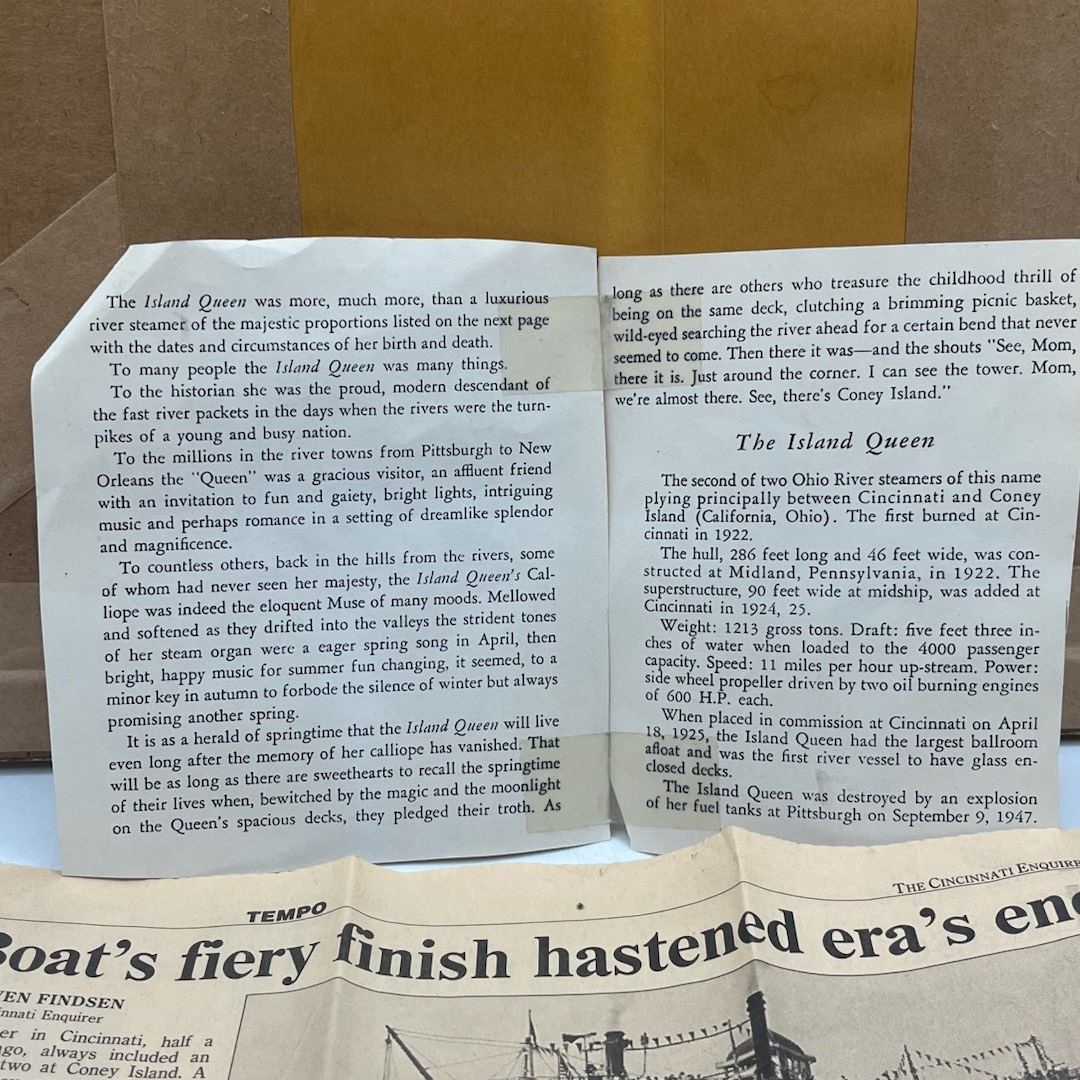 The Island Queen was more, much more, than a luxurious
river steamer of the majestic proportions listed on the next page
with the dates and circumstances of her birth and death.
To many people the Island Queen was many things.
To the historian she was the proud, modern descendant of
the fast river packets in the days when the rivers were the turn-
pikes of a young and busy nation.
To the millions in the river towns from Pittsburgh to New
Orleans the "Queen" was a gracious visitor, an affluent friend
with an invitation to fun and gaiety, bright lights, intriguing
music and perhaps romance in a setting of dreamlike splendor
and magnificence.
To countless others, back in the hills from the rivers, some
of whom had never seen her majesty, the Island Queen's Cal-
liope was indeed the eloquent Muse of many moods. Mellowed
and softened as they drifted into the valleys the strident tones
of her steam organ were a eager spring song in April, then
bright, happy music for summer fun changing, it seemed, to a
minor key in autumn to forbode the silence of winter but always
promising another spring.
It is as a herald of springtime that the Island Queen will live
even long after the memory of her calliope has vanished. That
will be as long as there are sweethearts to recall the springtime
of their lives when, bewitched by the magic and the moonlight
on the Queen's spacious decks, they pledged their troth. As
long as there are others who treasure the childhood thrill of
being on the same deck, clutching a brimming picnic basket,
wild-eyed searching the river ahead for a certain bend that never
seemed to come. Then there it was—and the shouts "See, Mom,
there it is. Just around the corner. I can see the tower. Mom,
we're almost there. See, there's Coney Island."
The Island Queen
The second of two Ohio River steamers of this name
plying principally between Cincinnati and Coney
Island (California, Ohio). The first burned at Cin-
cinnati in 1922.
The hull, 286 feet long and 46 feet wide, was con-
structed at Midland, Pennsylvania, in 1922. The
superstructure, 90 feet wide at midship, was added at
Cincinnati in 1924, 25.
Weight: 1213 gross tons. Draft: five feet three in-
ches of water when loaded to the 4000 passenger
capacity. Speed: 11 miles per hour up-stream. Power:
side wheel propeller driven by two oil burning engines
of 600 H.P. each.
When placed in commission at Cincinnati on April
18, 1925, the Island Queen had the largest ballroom
afloat and was the first river vessel to have glass en-
closed decks.
The Island Queen was destroyed by an explosion
of her fuel tanks at Pittsburgh on September 9, 1947.
TEMPO
THE CINCINNATI ENQUIRE
Boat's fiery finish hastened era's en
VEN FINDSEN
nnati Enquirer
er in Cincinnati, half a
go, always included an
two at Coney Island. A